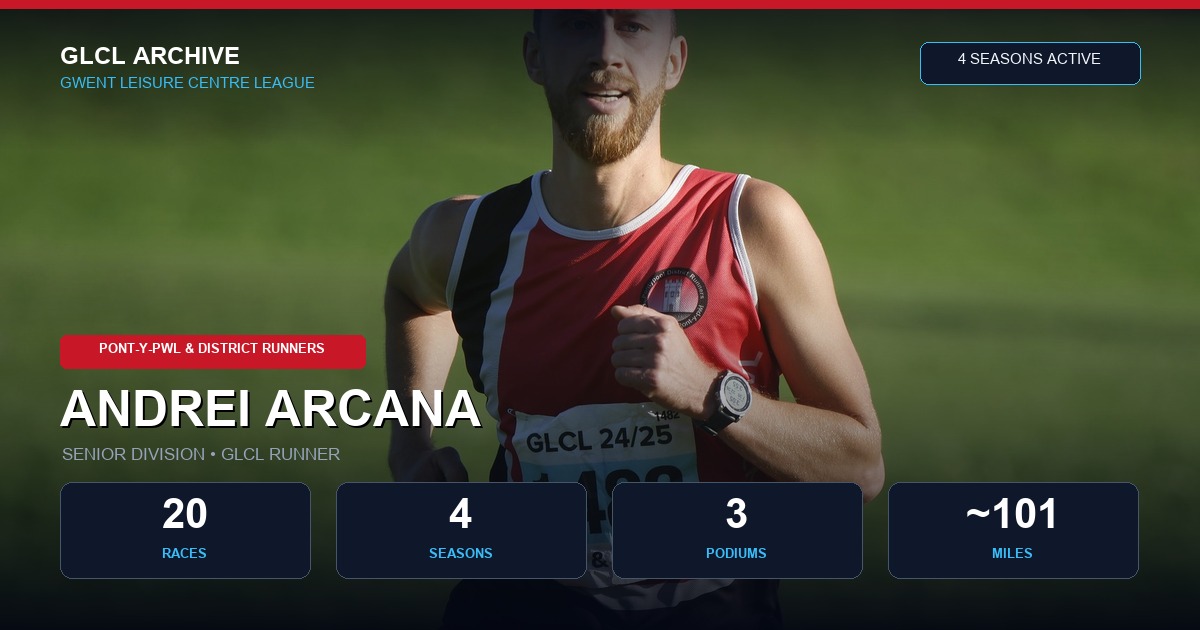 GLCL ARCHIVE
GWENT LEISURE CENTRE LEAGUE
4 SEASONS ACTIVE
PONT-Y-PWL & DISTRICT RUNNERS
ANDREI ARCANA
SENIOR DIVISION • GLCL RUNNER
1482
GLCL 24/25
20
RACES
4
SEASONS
3
PODIUMS
~101
MILES